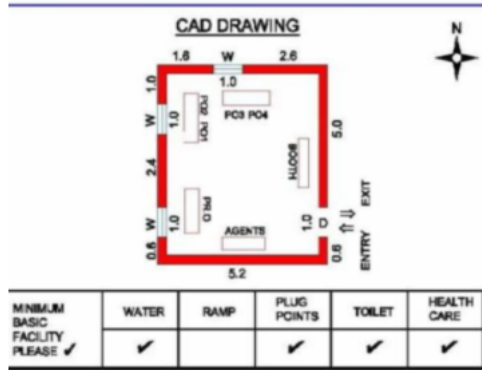 CAD DRAWING
N
1.6 W 2.6
1.0
1.0
W
1.0
PO2 PO1
PO3 PO4
2.4
BOOTH
5.0
W
1.0
PR.O
AGENTS
1.0 D
EXIT
ENTRY
0.6
0.6
5.2
MINIMUM BASIC FACILITY PLEASE ✓
WATER
RAMP
PLUG POINTS
TOILET
HEALTH CARE
✓ ✓ ✓ ✓